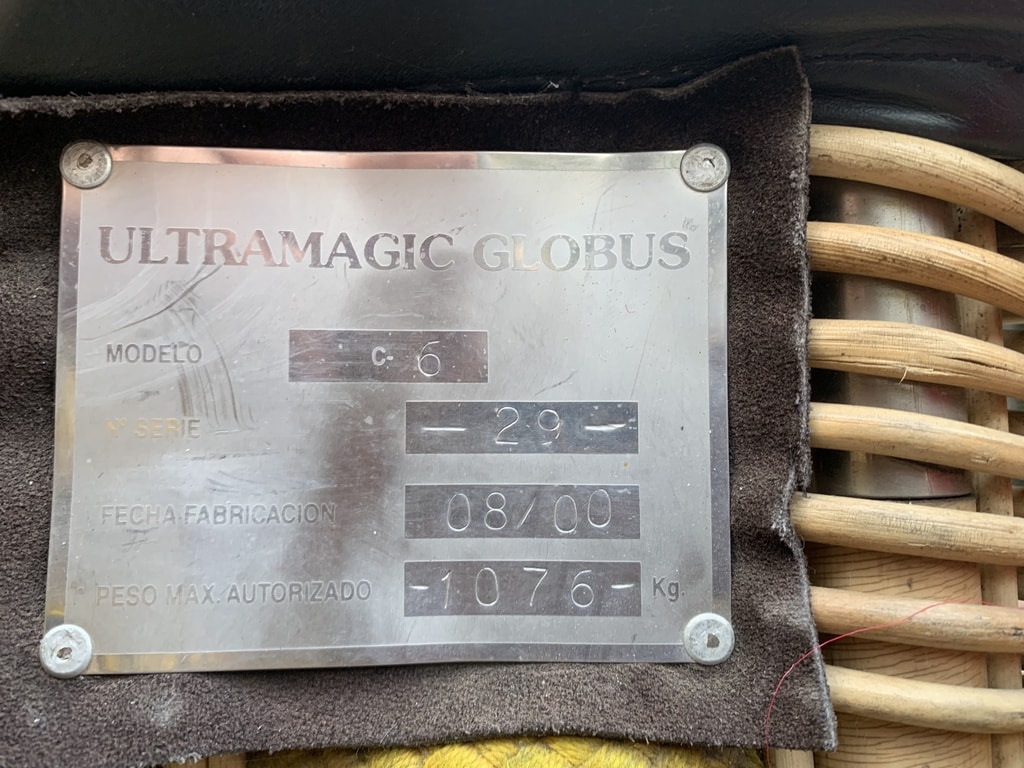 ULTRAMAGIC GLOBUS
MODELO C- 6
Nº SERIE - 29 -
FECHA FABRICACION 08/00
PESO MAX. AUTORIZADO -1076- Kg.